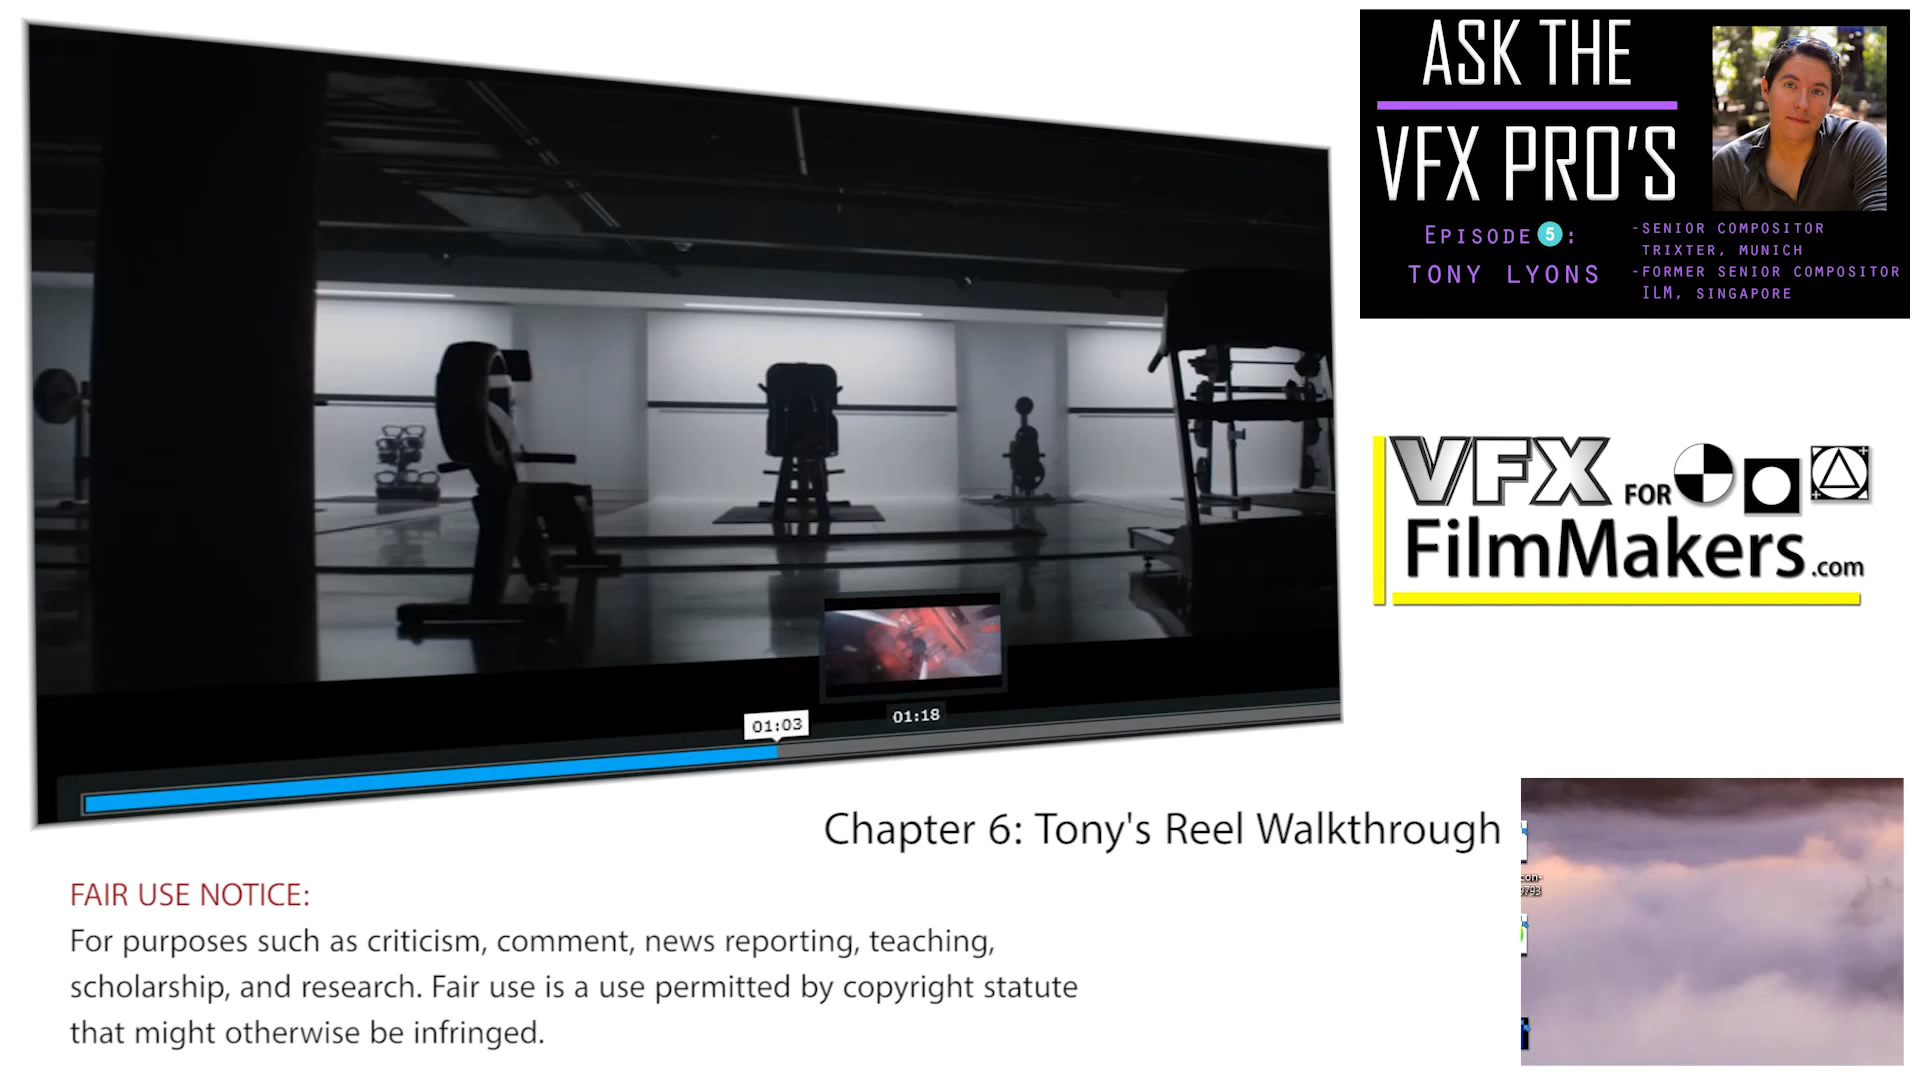 ASK THE
VFX PRO'S
EPISODE 5:
TONY LYONS
-SENIOR COMPOSITOR
TRIXTER, MUNICH
-FORMER SENIOR COMPOSITOR
ILM, SINGAPORE
VFX FOR
FilmMakers.com
01:03
01:18
Chapter 6: Tony's Reel Walkthrough
con-
9793
FAIR USE NOTICE:
For purposes such as criticism, comment, news reporting, teaching,
scholarship, and research. Fair use is a use permitted by copyright statute
that might otherwise be infringed.